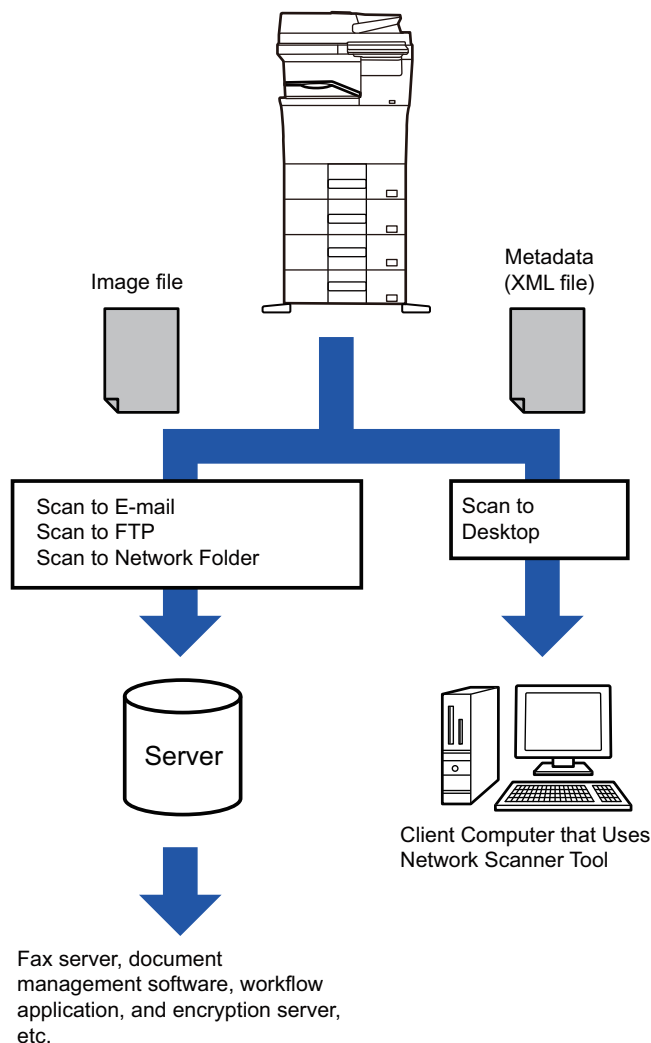 Image file
Metadata
(XML file)
Scan to E-mail
Scan to FTP
Scan to Network Folder
Scan to
Desktop
Server
Client Computer that Uses
Network Scanner Tool
Fax server, document
management software, workflow
application, and encryption server,
etc.